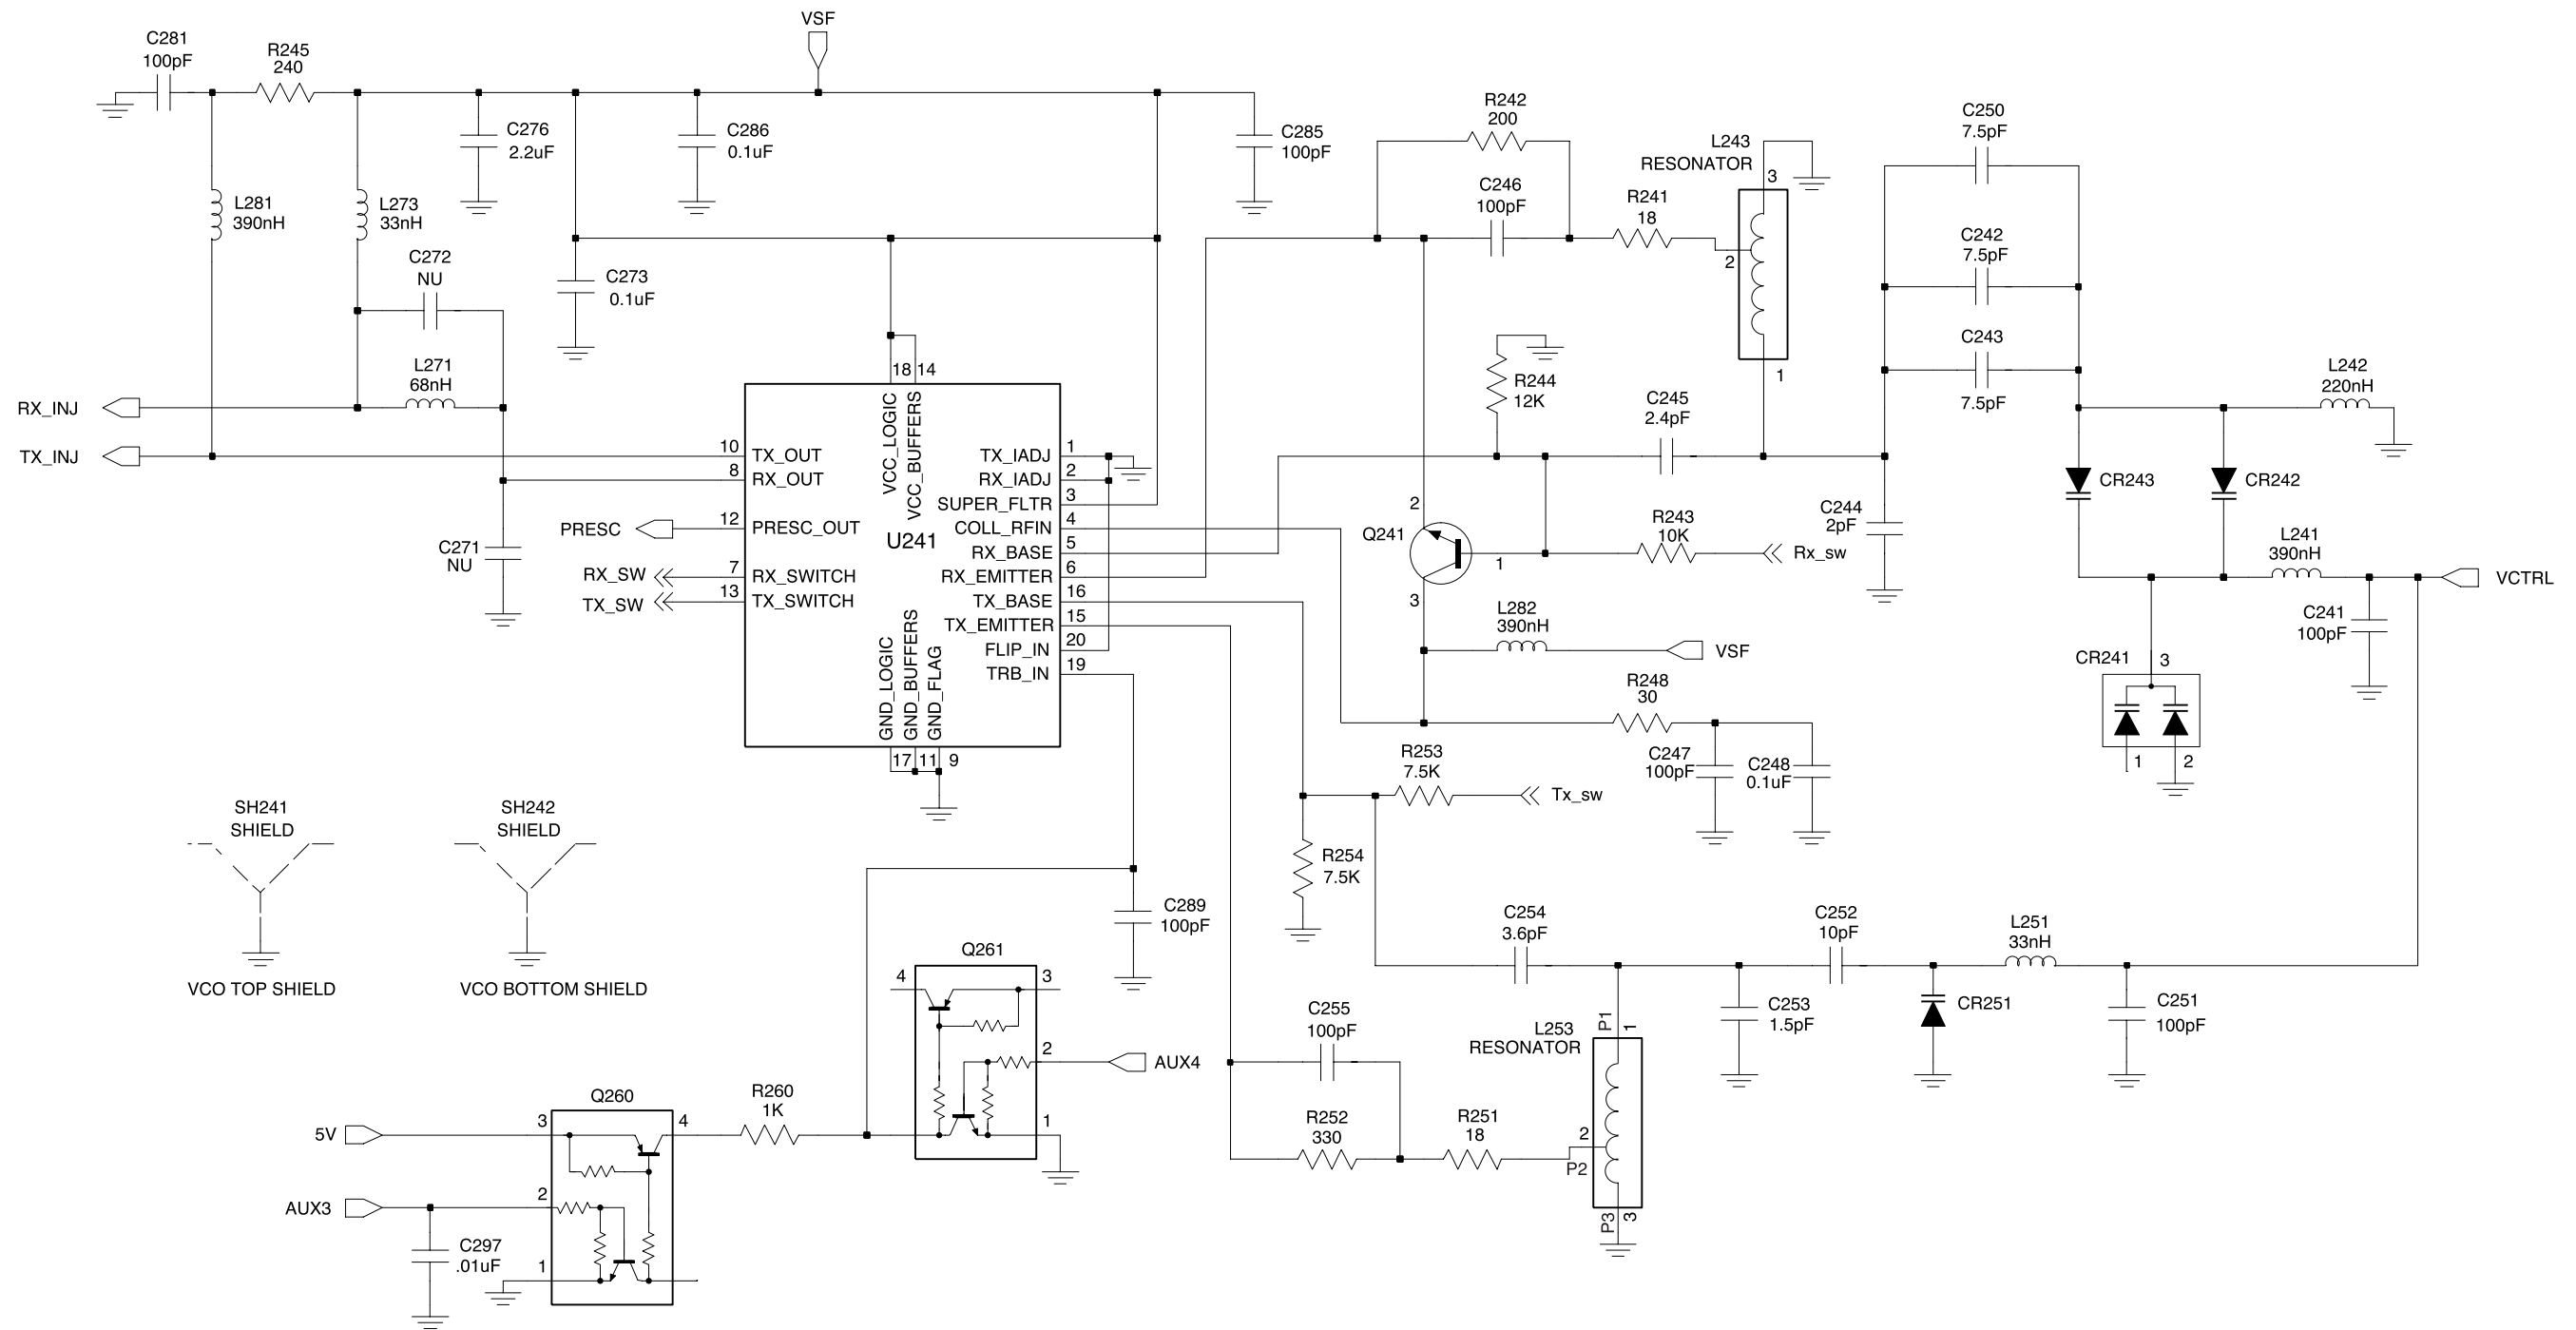 VSF
C281
100pF
R245
240
C276
2.2uF
C286
0.1uF
C285
100pF
R242
200
C246
100pF
R241
18
L243
RESONATOR
3
2
1
C250
7.5pF
C242
7.5pF
C243
7.5pF
L281
390nH
L273
33nH
C272
NU
C273
0.1uF
L271
68nH
RX_INJ
TX_INJ
C271
NU
PRESC
RX_SW
TX_SW
10
8
12
7
13
TX_OUT
RX_OUT
PRESC_OUT
RX_SWITCH
TX_SWITCH
18
14
VCC_LOGIC
VCC_BUFFERS
U241
TX_IADJ
RX_IADJ
SUPER_FLTR
COLL_RFIN
RX_BASE
RX_EMITTER
TX_BASE
TX_EMITTER
FLIP_IN
TRB_IN
1
2
3
4
5
6
16
15
20
19
GND_LOGIC
GND_BUFFERS
GND_FLAG
17
11
9
R244
12K
C245
2.4pF
Q241
2
1
3
R243
10K
Rx_sw
C244
2pF
L242
220nH
CR243
CR242
L241
390nH
VCTRL
C241
100pF
CR241
3
1
2
L282
390nH
VSF
R248
30
C247
100pF
C248
0.1uF
R253
7.5K
Tx_sw
R254
7.5K
SH241
SHIELD
VCO TOP SHIELD
SH242
SHIELD
VCO BOTTOM SHIELD
C289
100pF
Q261
4
3
2
1
AUX4
C254
3.6pF
C252
10pF
L251
33nH
C253
1.5pF
CR251
C251
100pF
C255
100pF
R252
330
R251
18
L253
RESONATOR
P1
1
2
P2
P3
3
Q260
R260
1K
5V
3
4
AUX3
2
1
C297
.01uF